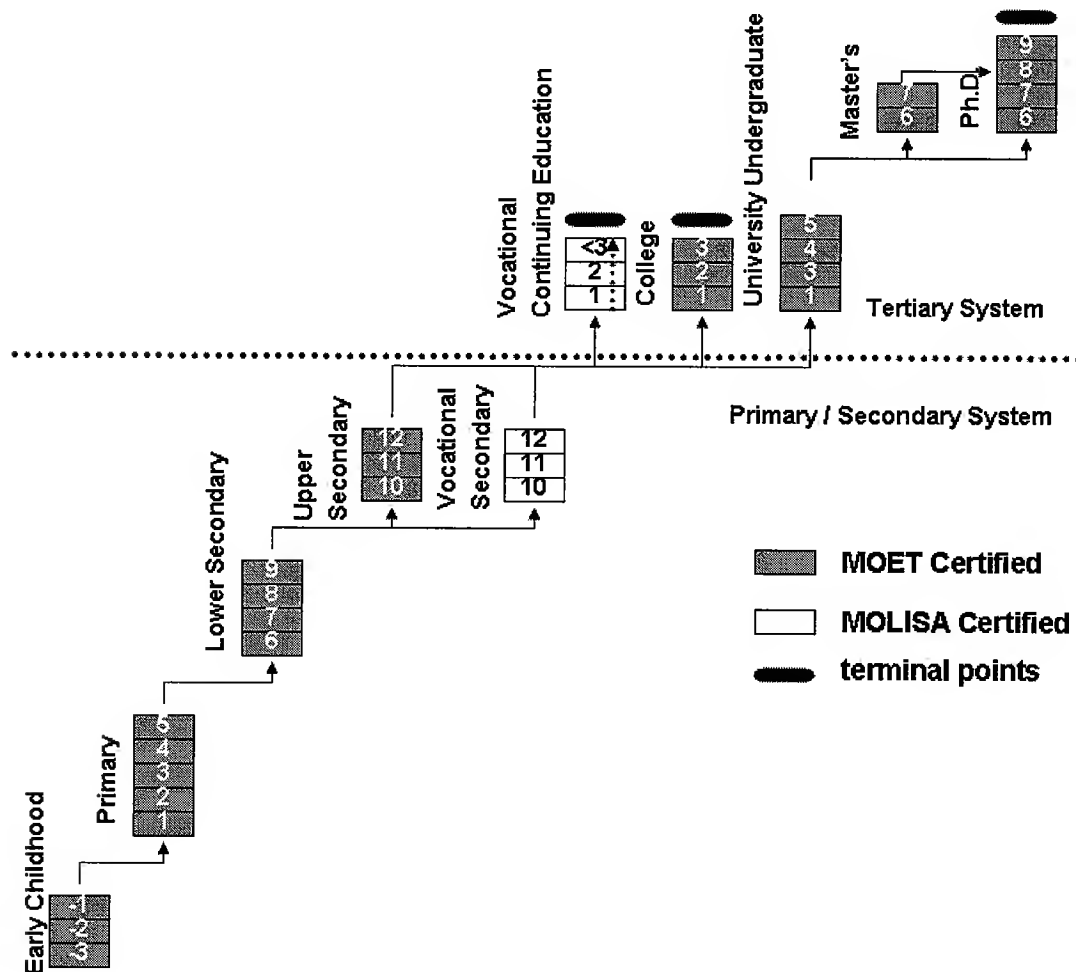 Early Childhood
-1
-2
-3
Primary
5
4
3
2
1
Lower Secondary
9
8
7
6
Upper
Secondary
12
11
10
Vocational
Secondary
12
11
10
Vocational
Continuing Education
<3
2
1
College
3
2
1
University Undergraduate
5
4
3
1
Master's
7
6
Ph.D
9
8
7
6
Tertiary System
Primary / Secondary System
MOET Certified
MOLISA Certified
terminal points